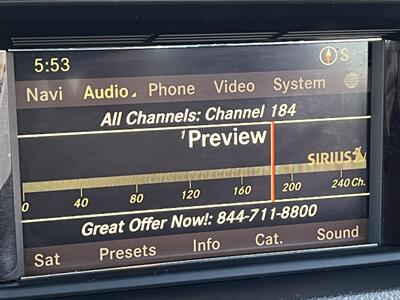 5:53 S
Navi Audio Phone Video System
All Channels: Channel 184
1Preview
SIRIUS
0 40 80 120 160 200 240 Ch.
Great Offer Now!: 844-711-8800
Sat Presets Info Cat. Sound